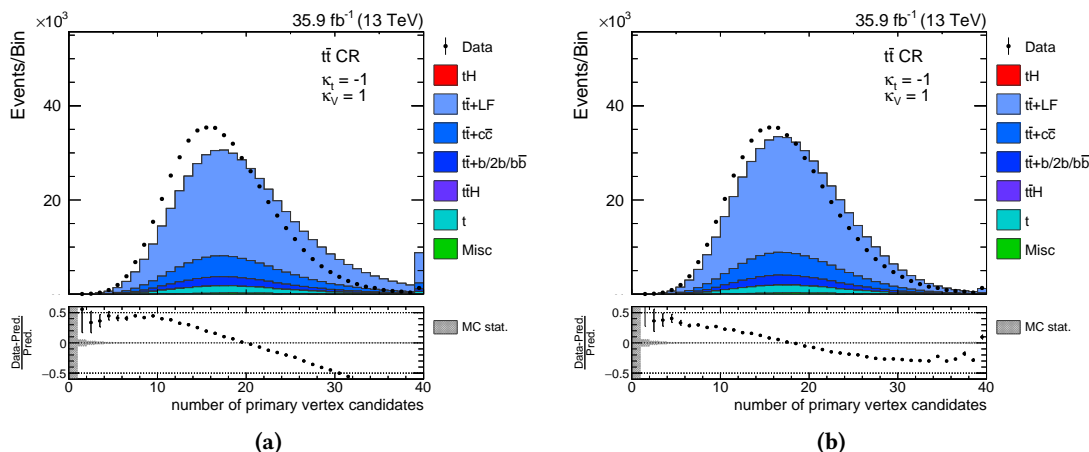 ×10³ 35.9 fb⁻¹ (13 TeV)
Events/Bin
60
40
20
tt̄ CR
κt = -1
κV = 1
Data
tH
tt̄+LF
tt̄+cc̄
tt̄+b/2b/bb̄
tt̄H
t
Misc
Data-Pred.
Pred.
0.5
0
−0.5
MC stat.
0 10 20 30 40
number of primary vertex candidates
(a)
×10³ 35.9 fb⁻¹ (13 TeV)
Events/Bin
40
20
tt̄ CR
κt = -1
κV = 1
Data
tH
tt̄+LF
tt̄+cc̄
tt̄+b/2b/bb̄
tt̄H
t
Misc
Data-Pred.
Pred.
0.5
0
−0.5
MC stat.
0 10 20 30 40
number of primary vertex candidates
(b)